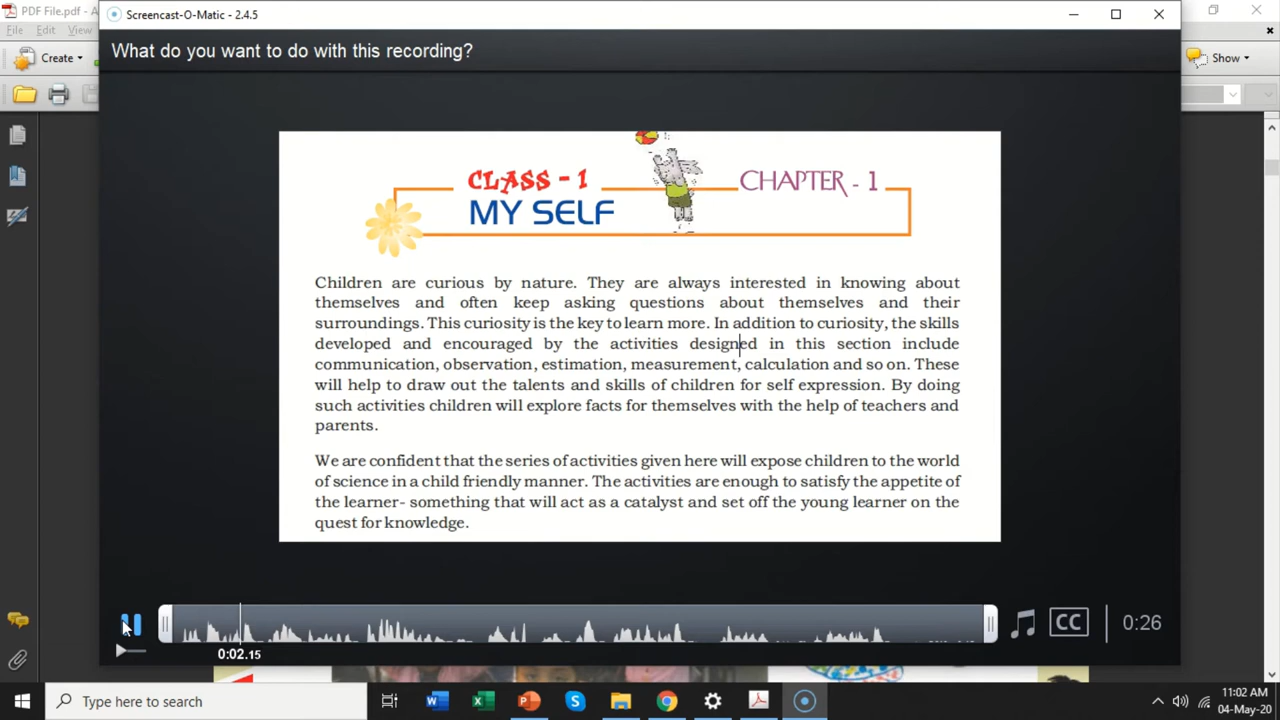 PDF File.pdf - A
Screencast-O-Matic - 2.4.5
File Edit View
What do you want to do with this recording?
Create
Show
CLASS - 1
CHAPTER - 1
MY SELF
Children are curious by nature. They are always interested in knowing about
themselves and often keep asking questions about themselves and their
surroundings. This curiosity is the key to learn more. In addition to curiosity, the skills
developed and encouraged by the activities designed in this section include
communication, observation, estimation, measurement, calculation and so on. These
will help to draw out the talents and skills of children for self expression. By doing
such activities children will explore facts for themselves with the help of teachers and
parents.
We are confident that the series of activities given here will expose children to the world
of science in a child friendly manner. The activities are enough to satisfy the appetite of
the learner- something that will act as a catalyst and set off the young learner on the
quest for knowledge.
CC
0:26
0:02.15
Type here to search
11:02 AM
04-May-20